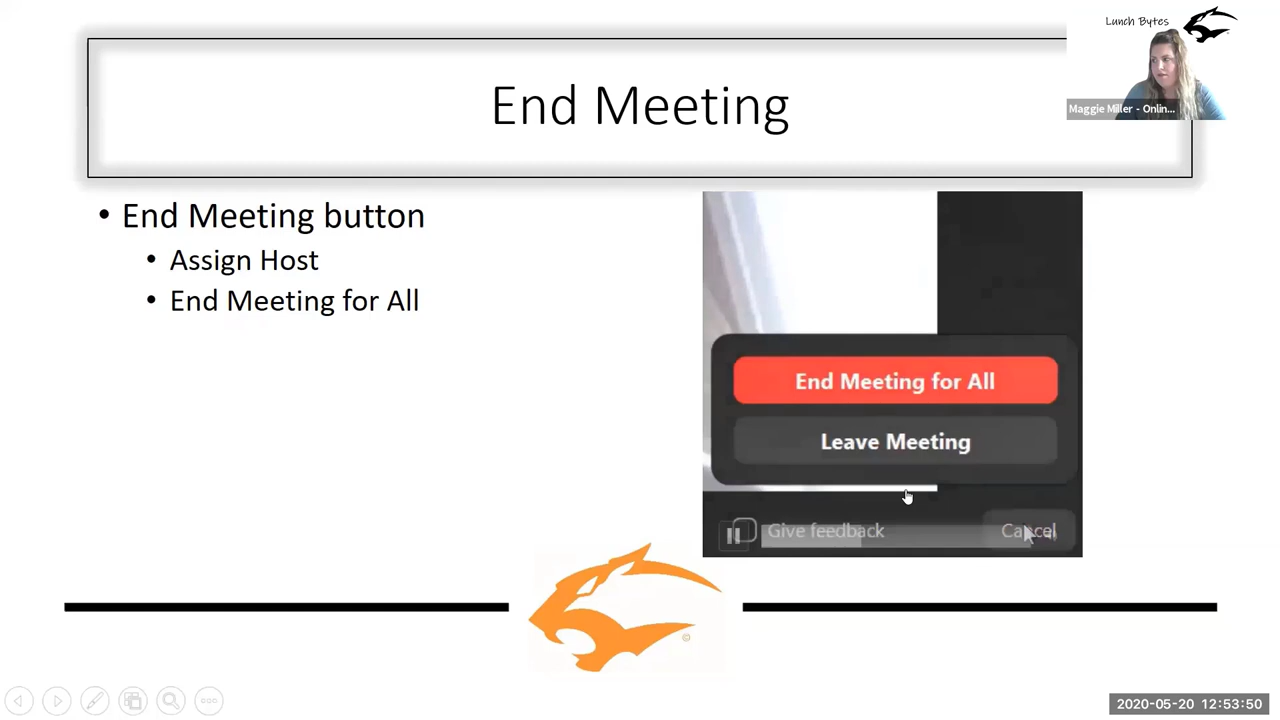 Lunch Bytes
Maggie Miller - Onlin...
End Meeting
• End Meeting button
• Assign Host
• End Meeting for All
End Meeting for All
Leave Meeting
Give feedback
Cancel
©
2020-05-20 12:53:50